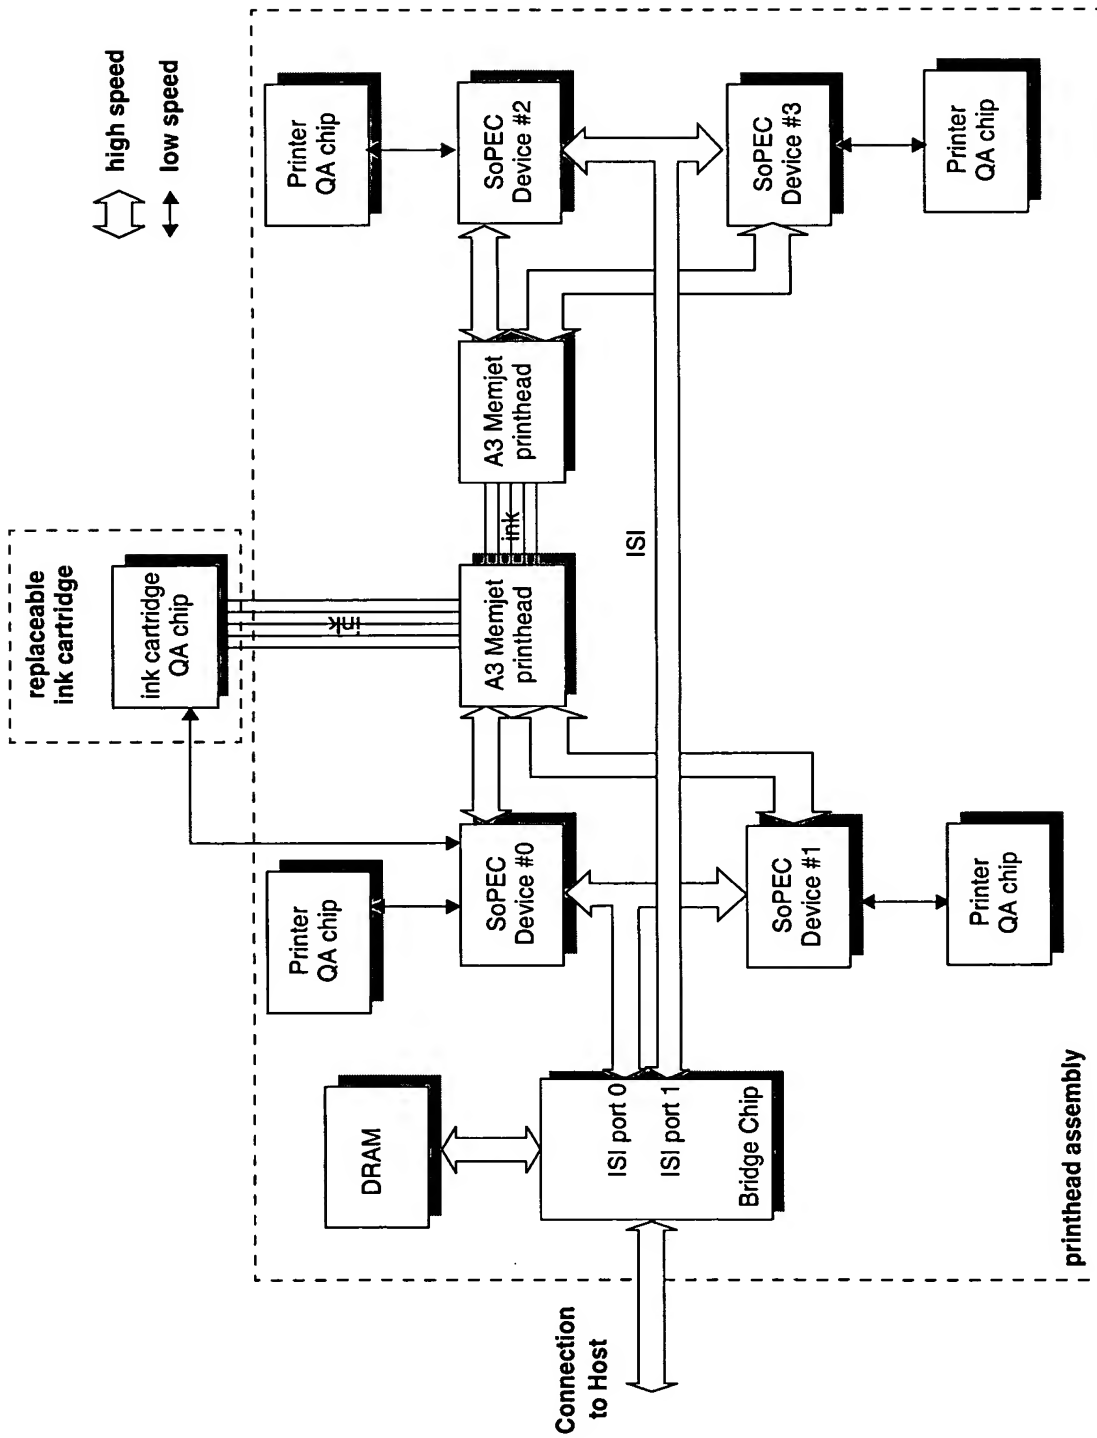 high speed
low speed
replaceable
ink cartridge
ink cartridge
QA chip
Printer
QA chip
Printer
QA chip
DRAM
ink
SoPEC
Device #0
A3 Memjet
printhead
ink
A3 Memjet
printhead
SoPEC
Device #2
Connection
to Host
ISI port 0
ISI port 1
Bridge Chip
ISI
SoPEC
Device #1
SoPEC
Device #3
Printer
QA chip
Printer
QA chip
printhead assembly